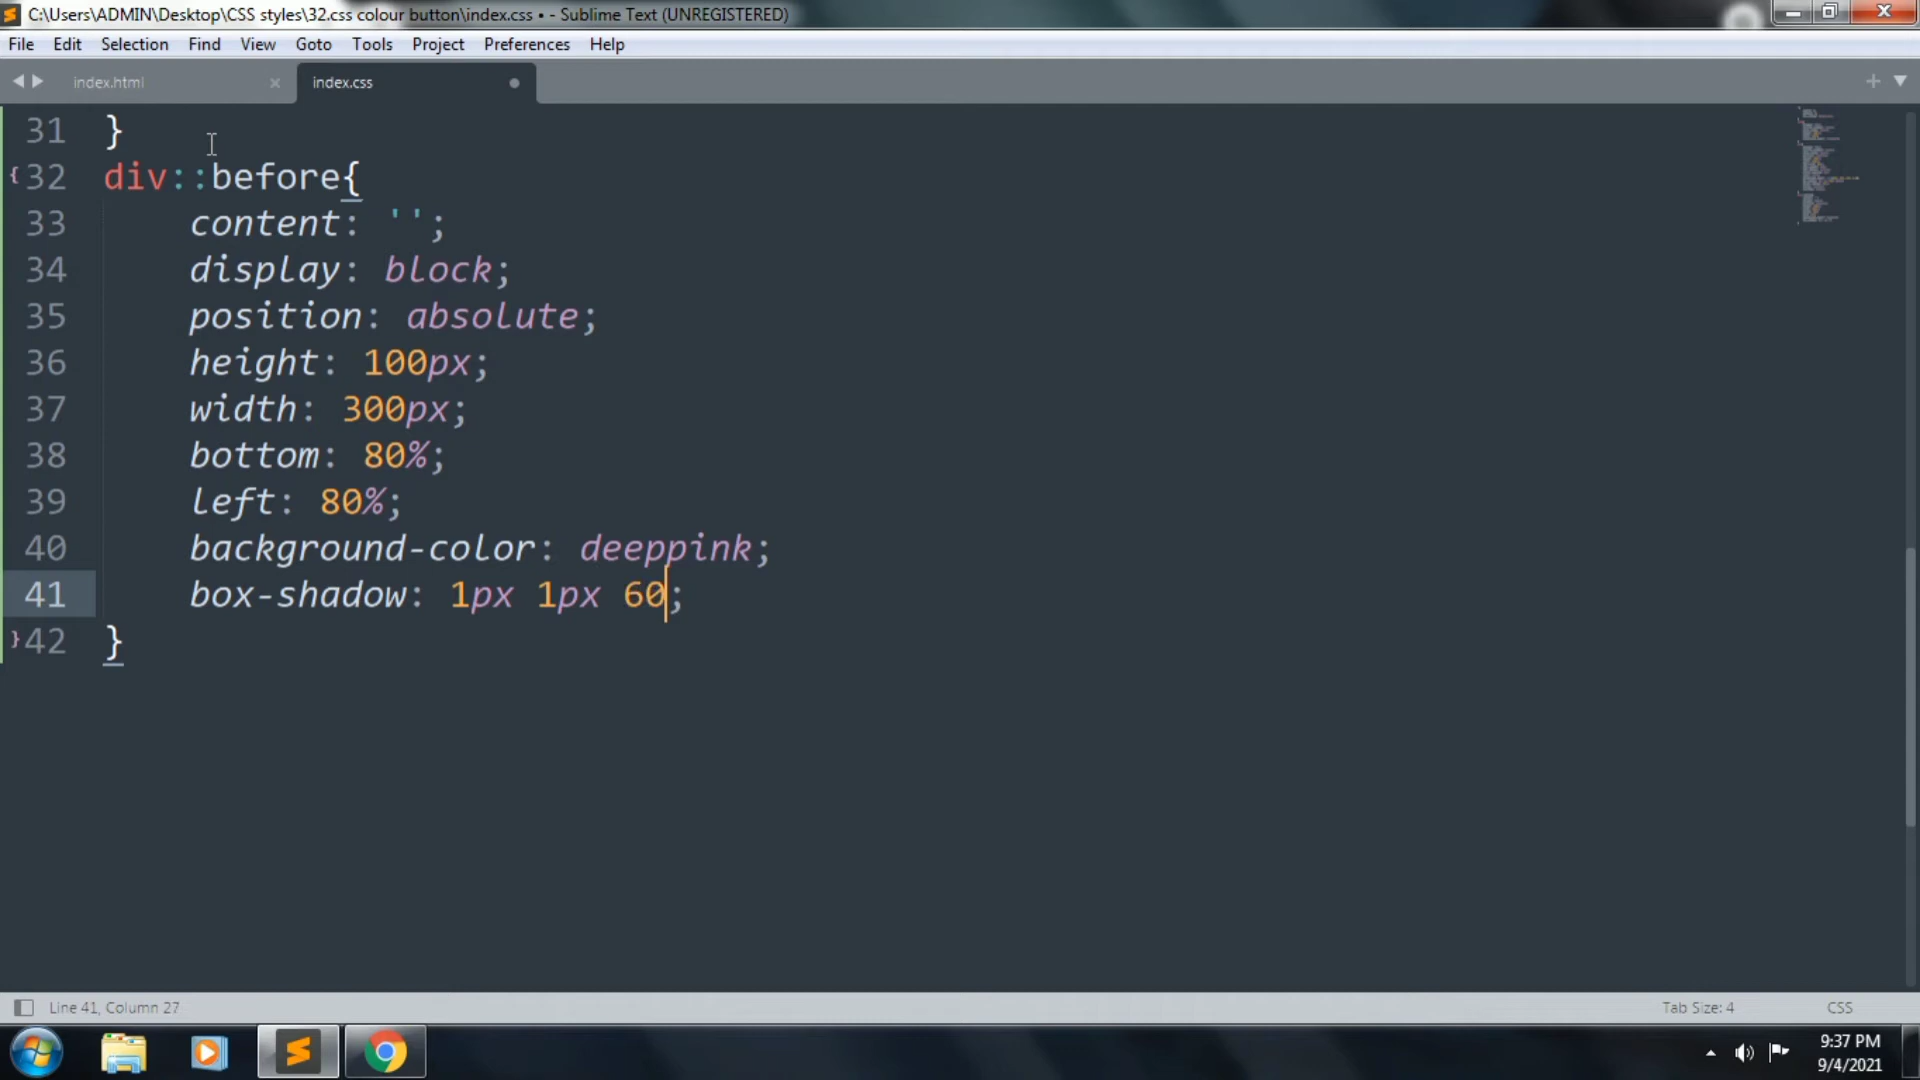 C:\Users\ADMIN\Desktop\CSS styles\32.css colour button\index.css • - Sublime Text (UNREGISTERED)
File Edit Selection Find View Goto Tools Project Preferences Help
index.html index.css
31 }
32 div::before{
33 content: '';
34 display: block;
35 position: absolute;
36 height: 100px;
37 width: 300px;
38 bottom: 80%;
39 left: 80%;
40 background-color: deeppink;
41 box-shadow: 1px 1px 60;
42 }
Line 41, Column 27 Tab Size: 4 CSS
9:37 PM
9/4/2021